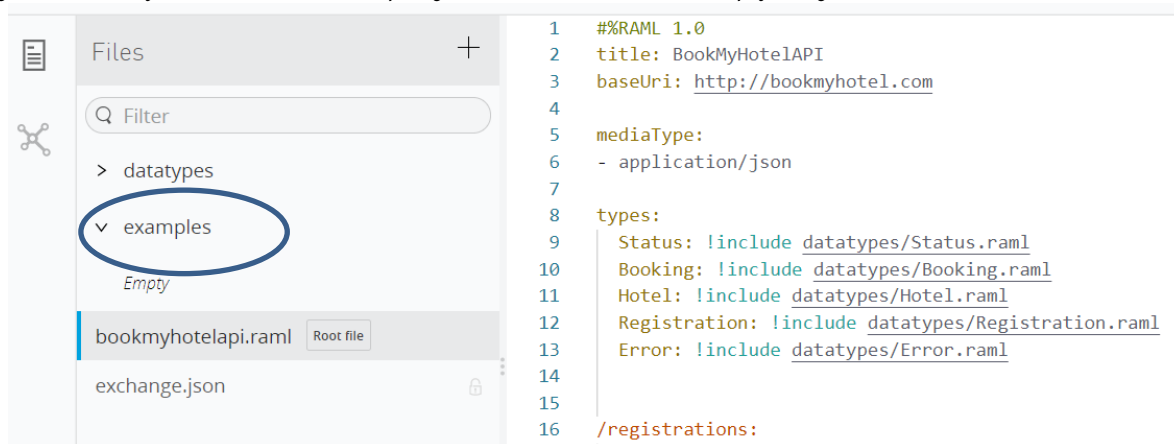 Files
Filter
datatypes
examples
Empty
bookmyhotelapi.raml Root file
exchange.json
1 #%RAML 1.0
2 title: BookMyHotelAPI
3 baseUri: http://bookmyhotel.com
4
5 mediaType:
6 - application/json
7
8 types:
9 Status: !include datatypes/Status.raml
10 Booking: !include datatypes/Booking.raml
11 Hotel: !include datatypes/Hotel.raml
12 Registration: !include datatypes/Registration.raml
13 Error: !include datatypes/Error.raml
14
15
16 /registrations: